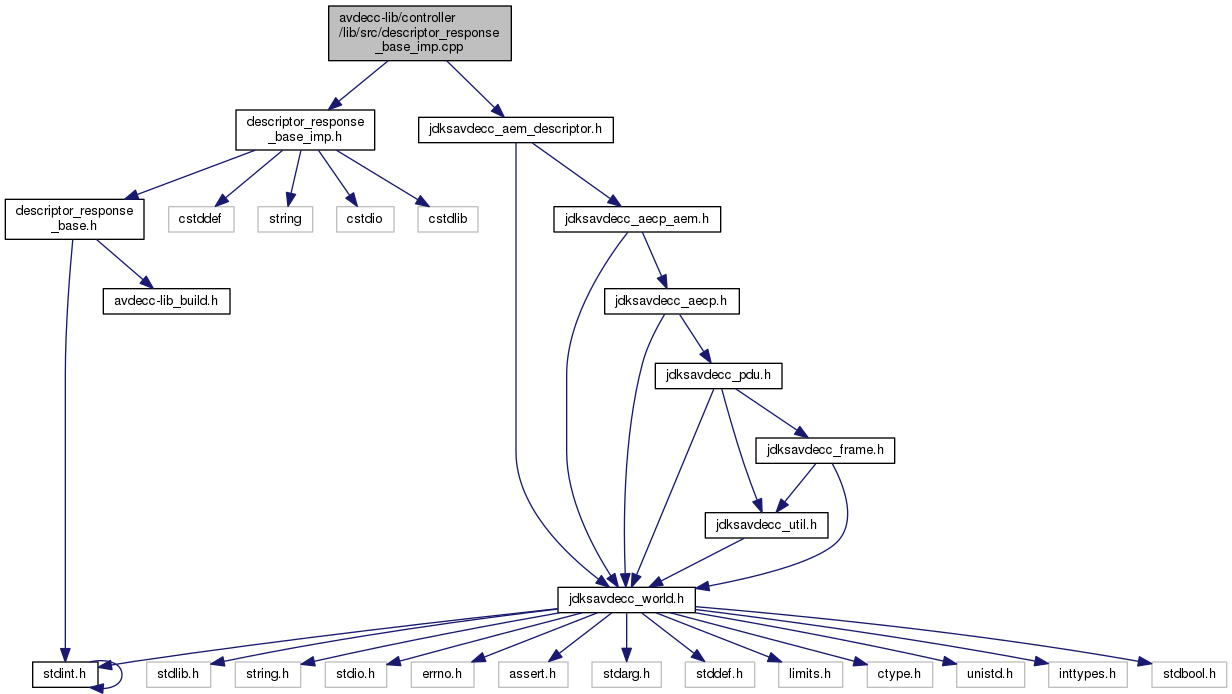 avdecc-lib/controller
/lib/src/descriptor_response
_base_imp.cpp
descriptor_response
_base_imp.h
jdksavdecc_aem_descriptor.h
descriptor_response
_base.h
cstddef
string
cstdio
cstdlib
jdksavdecc_aecp_aem.h
avdecc-lib_build.h
jdksavdecc_aecp.h
jdksavdecc_pdu.h
jdksavdecc_frame.h
jdksavdecc_util.h
jdksavdecc_world.h
stdint.h
stdlib.h
string.h
stdio.h
errno.h
assert.h
stdarg.h
stddef.h
limits.h
ctype.h
unistd.h
inttypes.h
stdbool.h